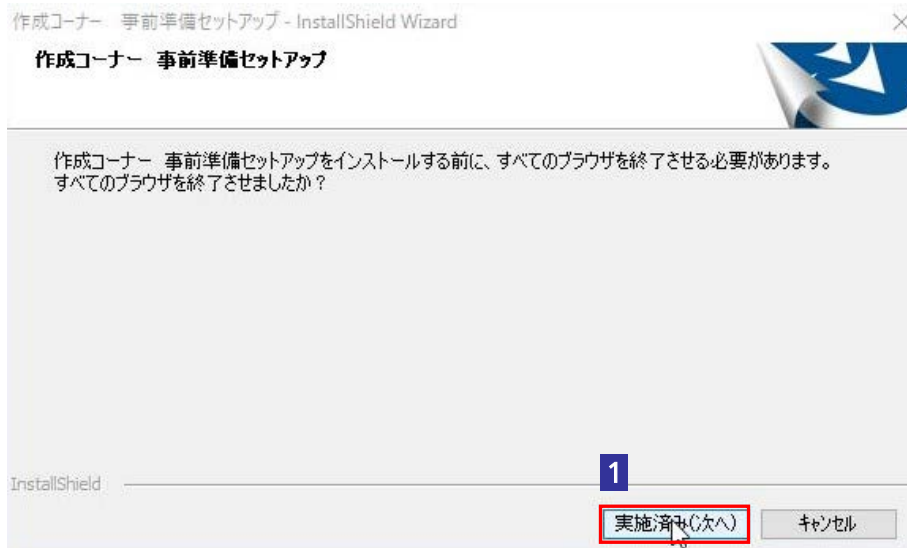 作成コーナー 事前準備セットアップ - InstallShield Wizard
作成コーナー 事前準備セットアップ
作成コーナー 事前準備セットアップをインストールする前に、すべてのブラウザを終了させる必要があります。
すべてのブラウザを終了させましたか？
InstallShield
1
実施済み(次へ)
キャンセル